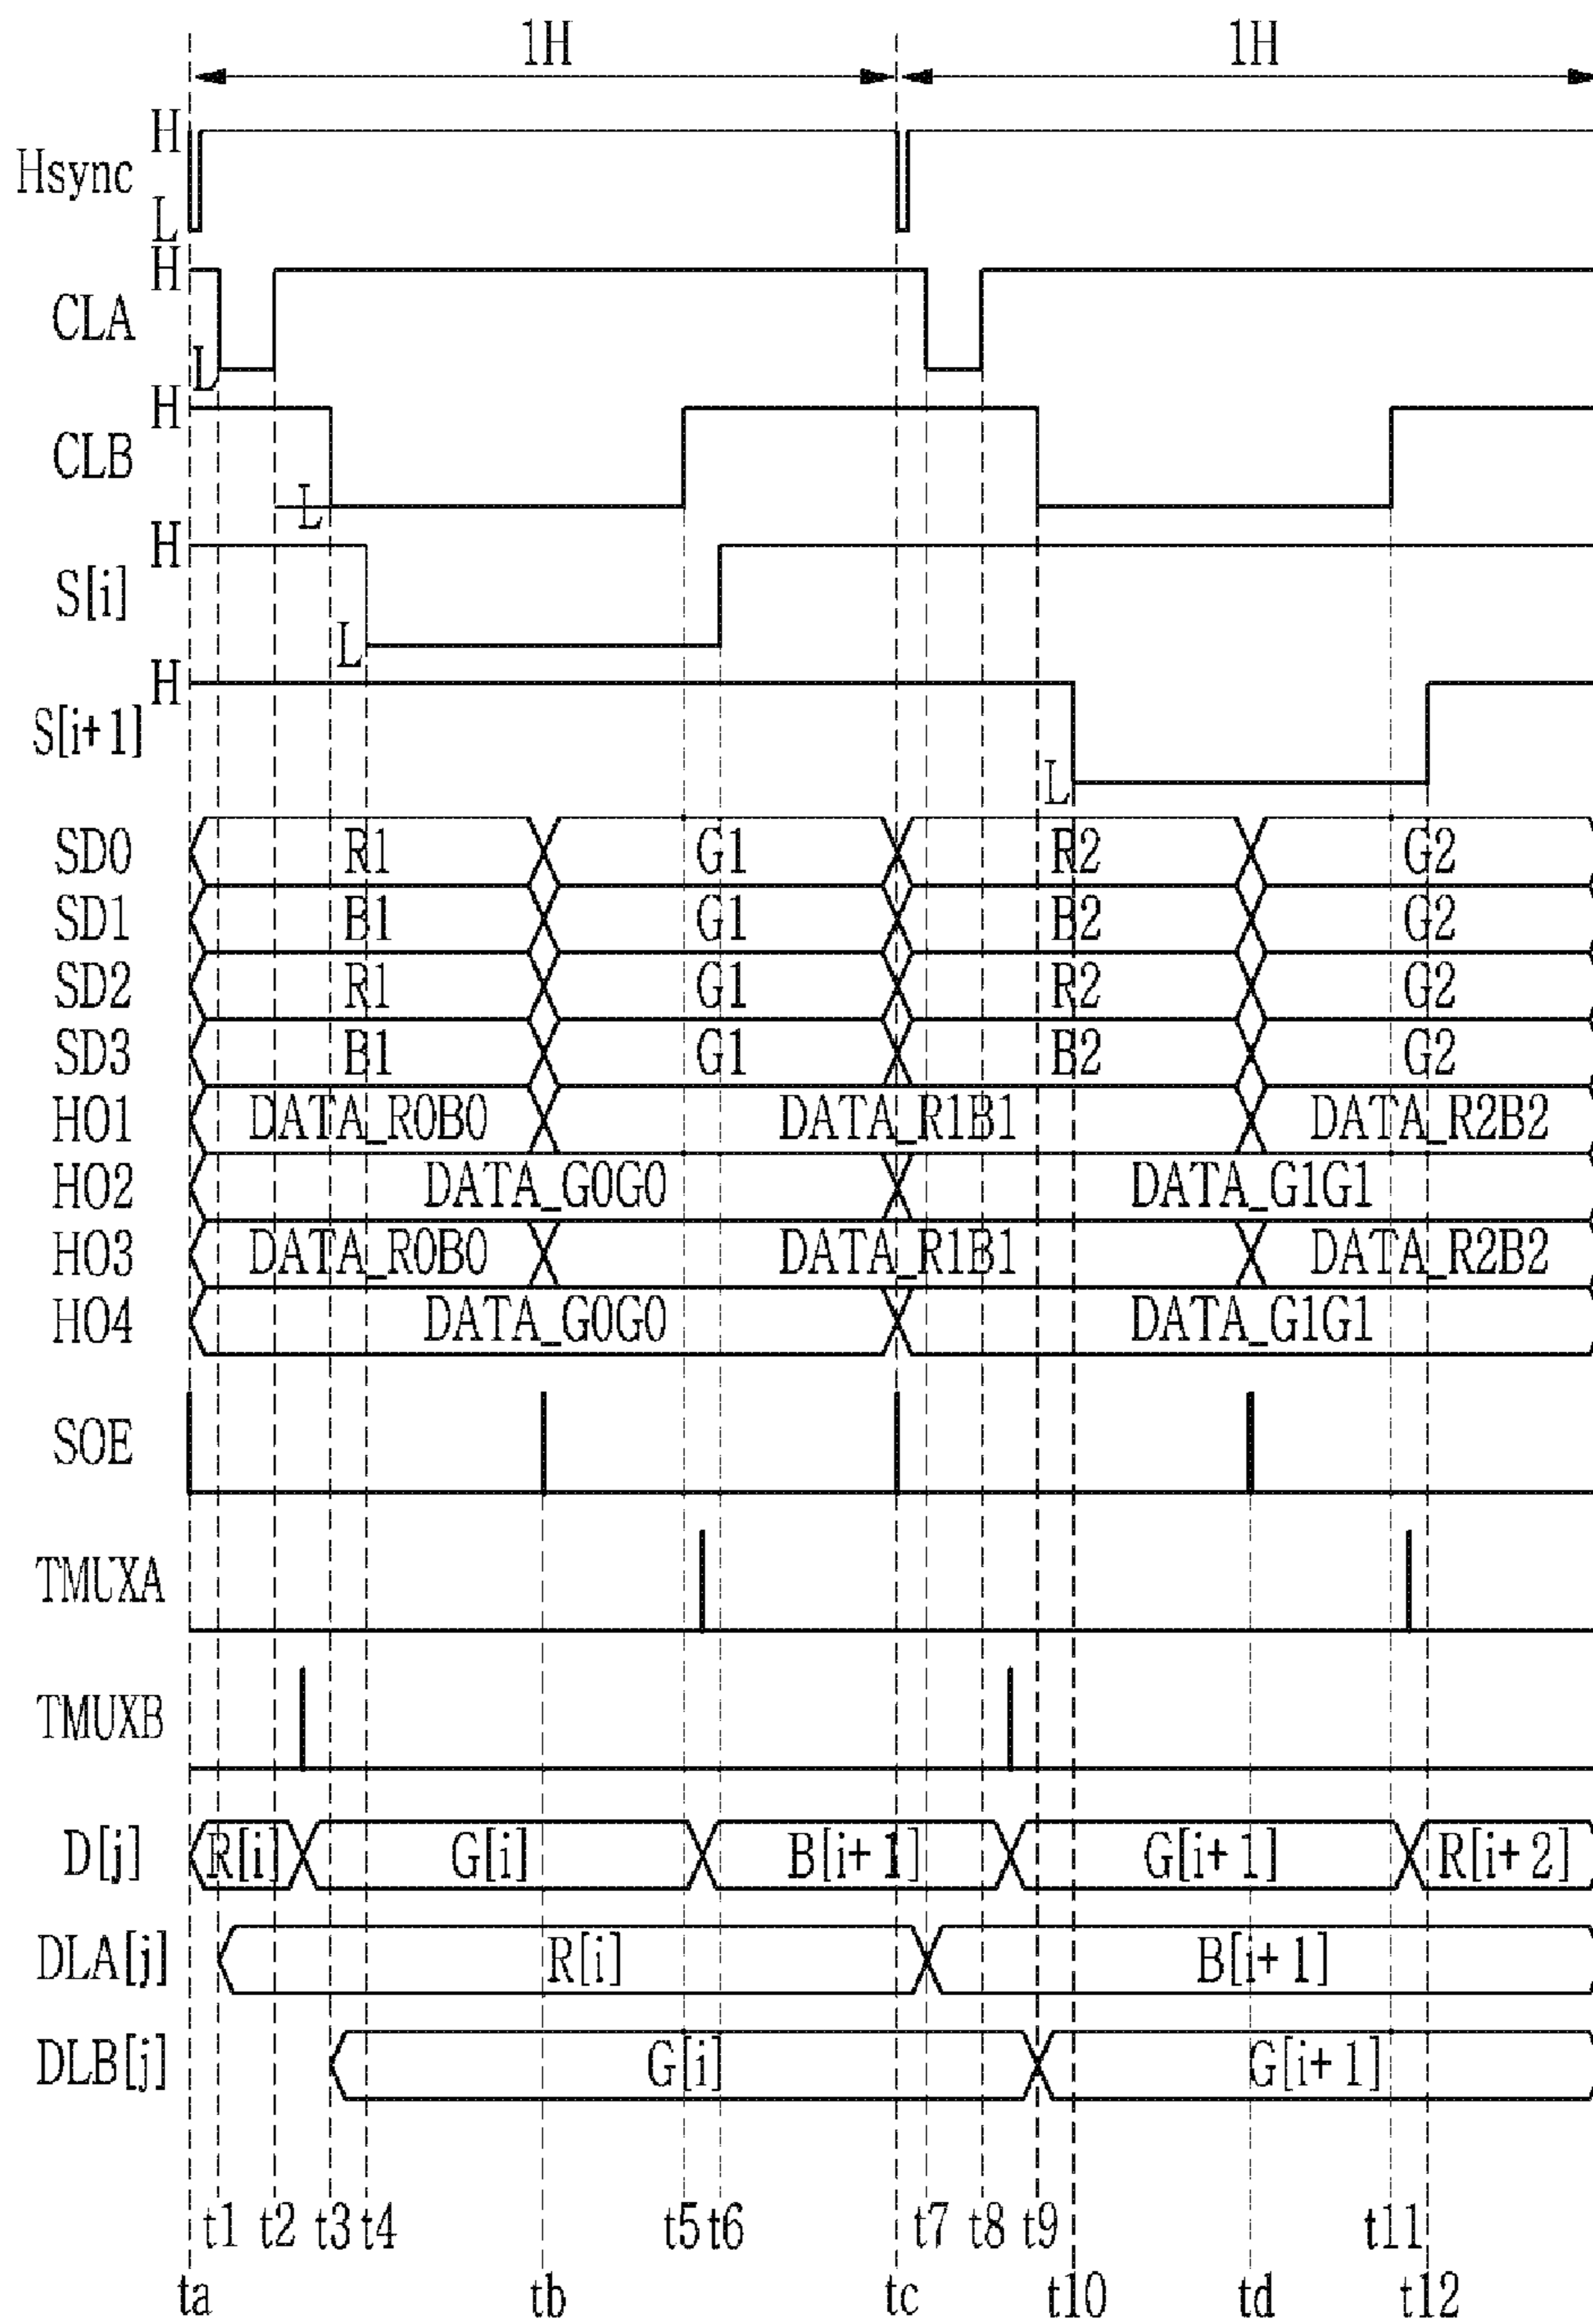 1H 1H
H
Hsync
L
H
CLA
L
H
CLB
L
H
S[i]
L
H
S[i+1]
L
SD0 R1 G1 R2 G2
SD1 B1 G1 B2 G2
SD2 R1 G1 R2 G2
SD3 B1 G1 B2 G2
HO1 DATA_R0B0 DATA_R1B1 DATA_R2B2
HO2 DATA_G0G0 DATA_G1G1
HO3 DATA_R0B0 DATA_R1B1 DATA_R2B2
HO4 DATA_G0G0 DATA_G1G1
SOE
TMUXA
TMUXB
D[j] R[i] G[i] B[i+1] G[i+1] R[i+2]
DLA[j] R[i] B[i+1]
DLB[j] G[i] G[i+1]
t1 t2 t3 t4 t5 t6 t7 t8 t9 t11
ta tb tc t10 td t12